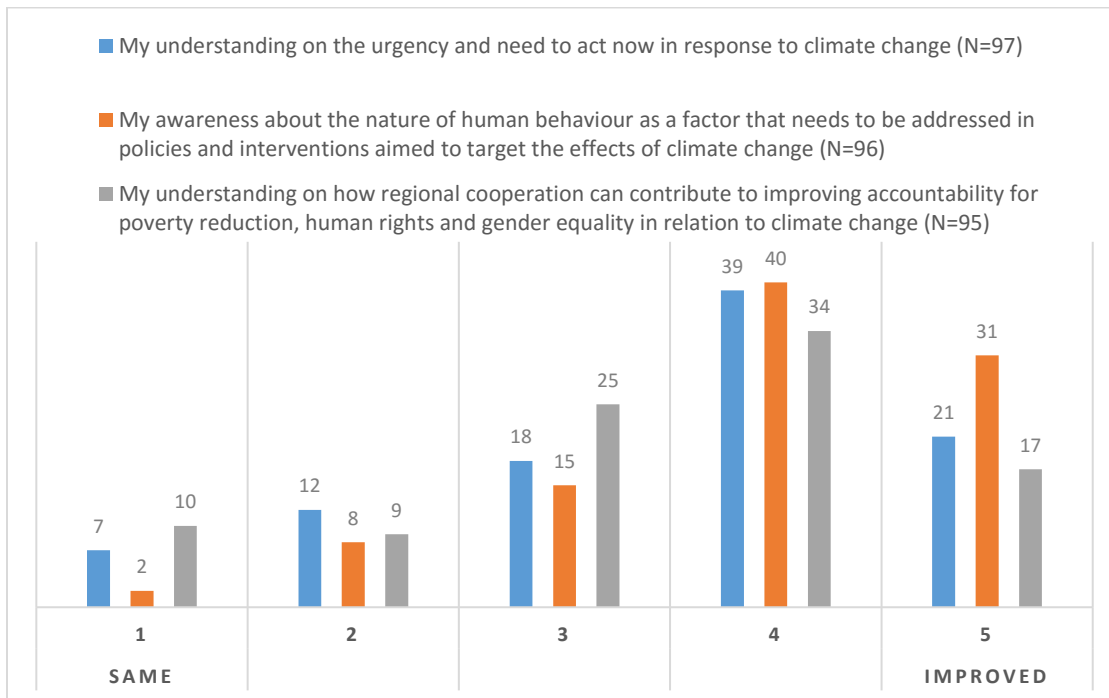 My understanding on the urgency and need to act now in response to climate change (N=97)
My awareness about the nature of human behaviour as a factor that needs to be addressed in
policies and interventions aimed to target the effects of climate change (N=96)
My understanding on how regional cooperation can contribute to improving accountability for
poverty reduction, human rights and gender equality in relation to climate change (N=95)
7
2
10
12
8
9
18
15
25
39
40
34
21
31
17
1
2
3
4
5
SAME
IMPROVED